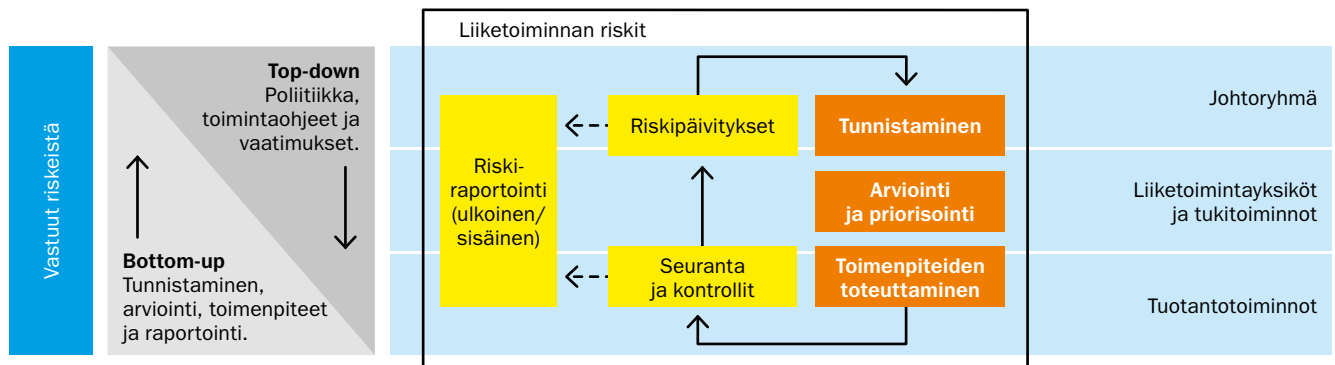 Vastuut riskeistä
Top-down
Poliitiikka,
toimintaohjeet ja
vaatimukset.
Bottom-up
Tunnistaminen,
arviointi, toimenpiteet
ja raportointi.
Liiketoiminnan riskit
Riski-
raportointi
(ulkoinen/
sisäinen)
Riskipäivitykset
Tunnistaminen
Arviointi
ja priorisointi
Seuranta
ja kontrollit
Toimenpiteiden
toteuttaminen
Johtoryhmä
Liiketoimintayksiköt
ja tukitoiminnot
Tuotantotoiminnot